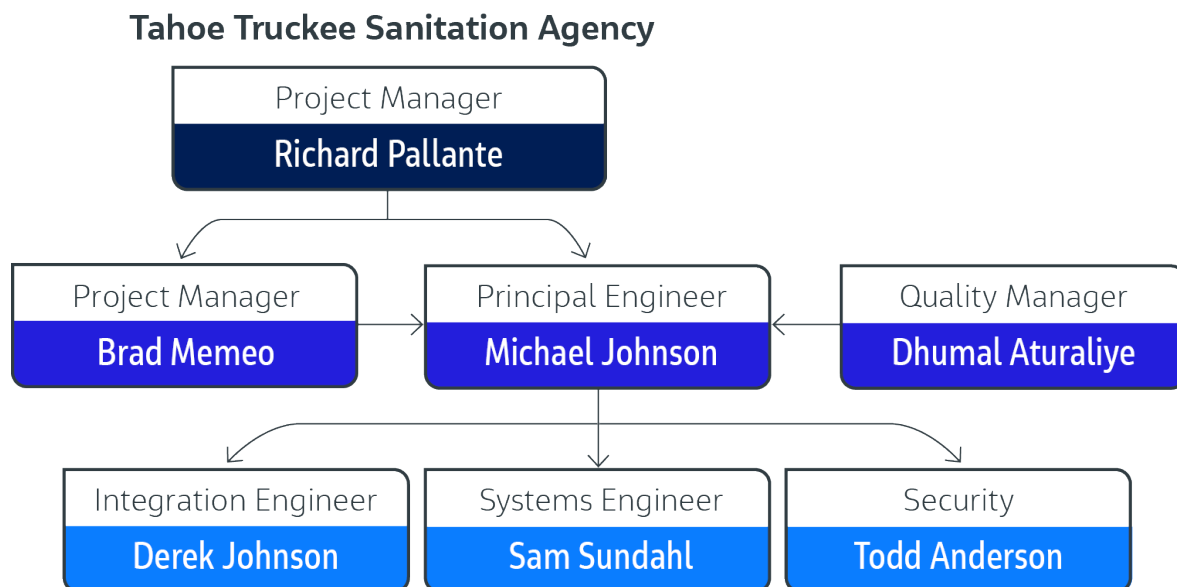 Tahoe Truckee Sanitation Agency
Project Manager
Richard Pallante
Project Manager
Brad Memeo
Principal Engineer
Michael Johnson
Quality Manager
Dhumal Aturaliye
Integration Engineer
Derek Johnson
Systems Engineer
Sam Sundahl
Security
Todd Anderson